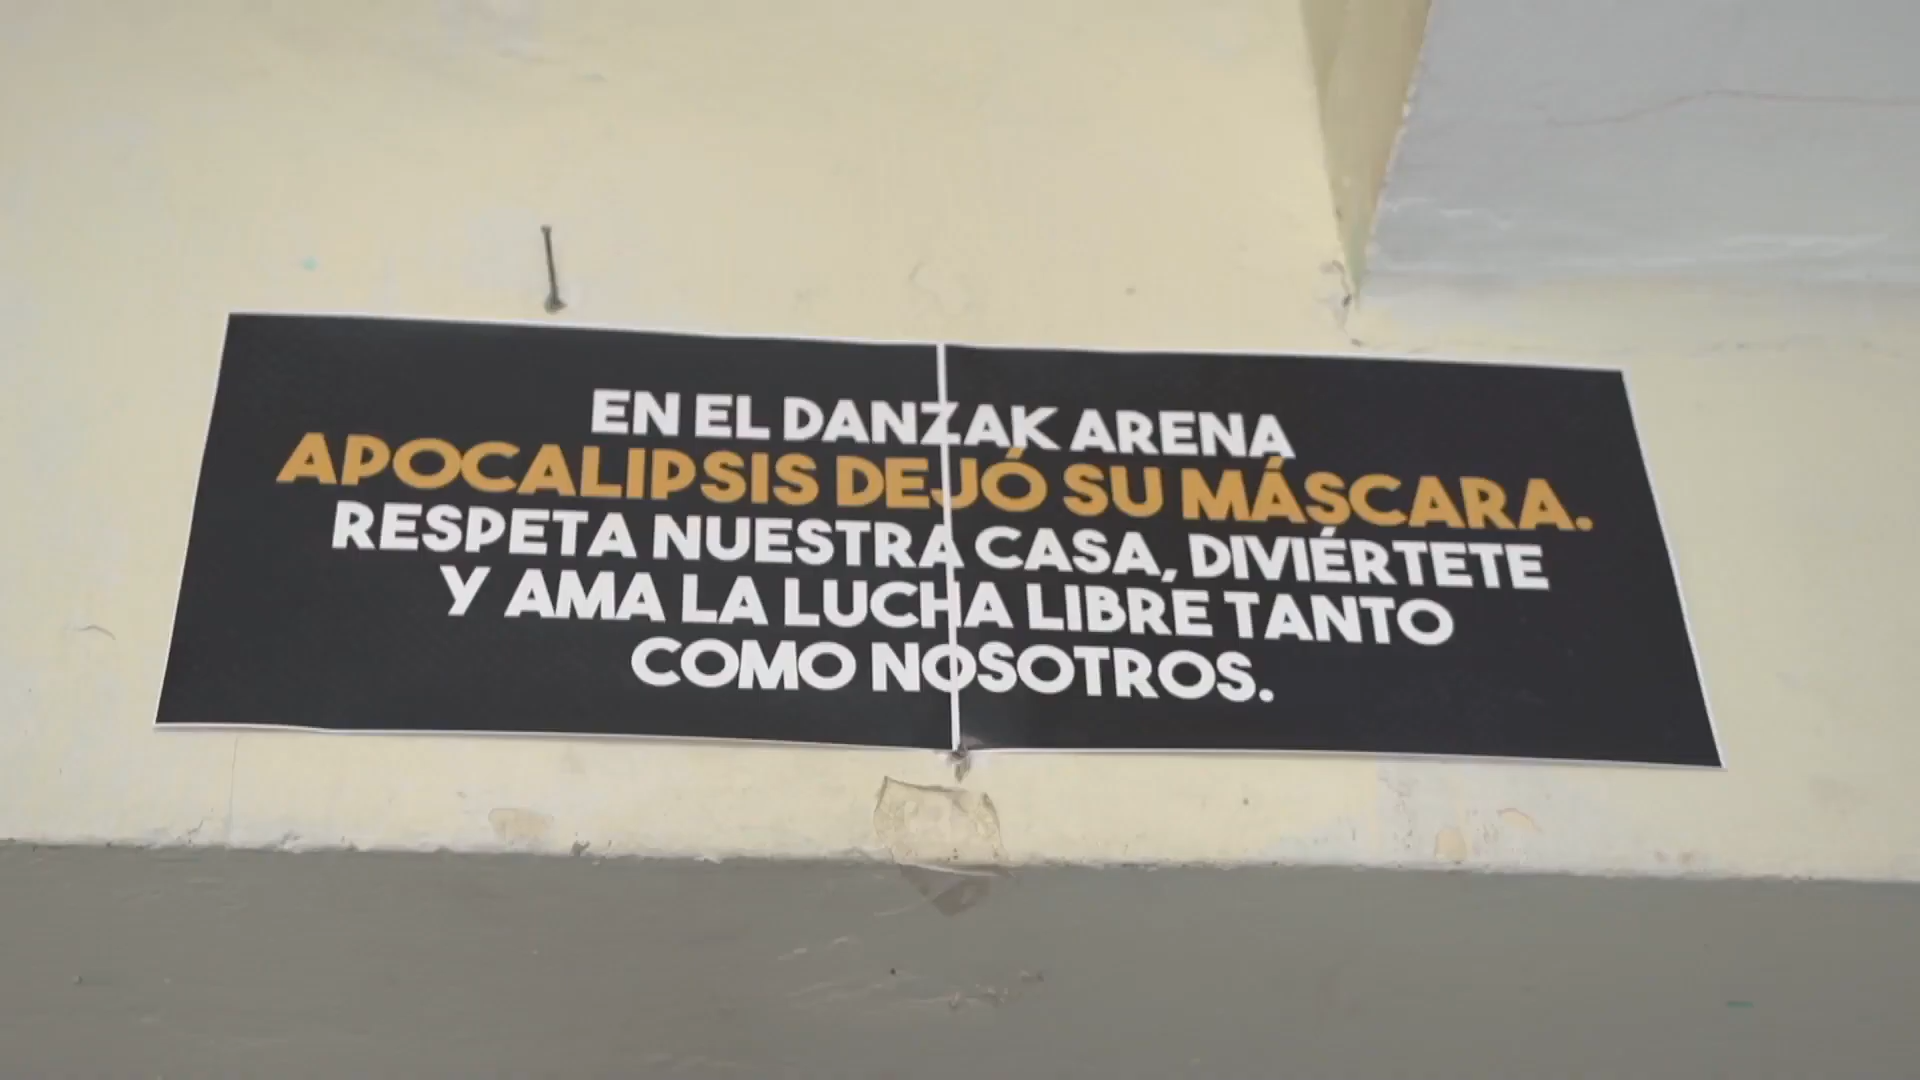 EN EL DANZAK ARENA
APOCALIPSIS DEJÓ SU MÁSCARA.
RESPETA NUESTRA CASA, DIVIÉRTETE
Y AMA LA LUCHA LIBRE TANTO
COMO NOSOTROS.